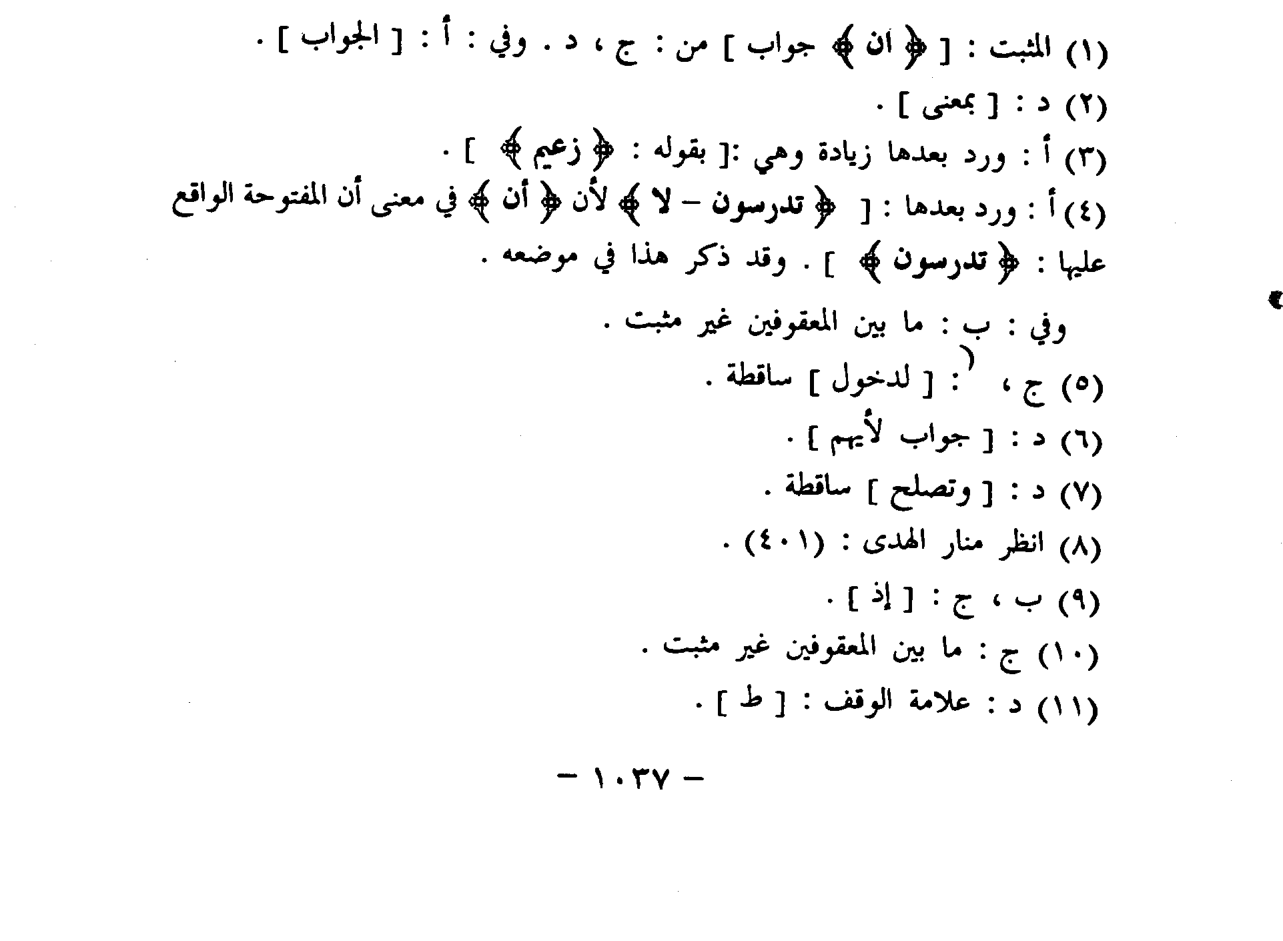 (١) المثبت : [ ﴿ ان ﴾ جواب ] من : ج ، د . وفي : أ : [ الجواب ] .
(٢) د : [ بمعنى ] .
(٣) أ : ورد بعدها زيادة وهي :[ بقوله : ﴿ زعيم ﴾ ] .
(٤) أ : ورد بعدها : [ ﴿ تدرسون – لا ﴾ لأن ﴿ أن ﴾ في معنى أن المفتوحة الواقع
عليها : ﴿ تدرسون ﴾ ] . وقد ذكر هذا في موضعه .
وفي : ب : ما بين المعقوفين غير مثبت .
(٥) ج ، : [ لدخول ] ساقطة .
(٦) د : [ جواب لأيهم ] .
(٧) د : [ وتصلح ] ساقطة .
(٨) انظر منار الهدى : (٤٠١) .
(٩) ب ، ج : [ إذ ] .
(١٠) ج : ما بين المعقوفين غير مثبت .
(١١) د : علامة الوقف : [ ط ] .
– ١٠٣٧ –